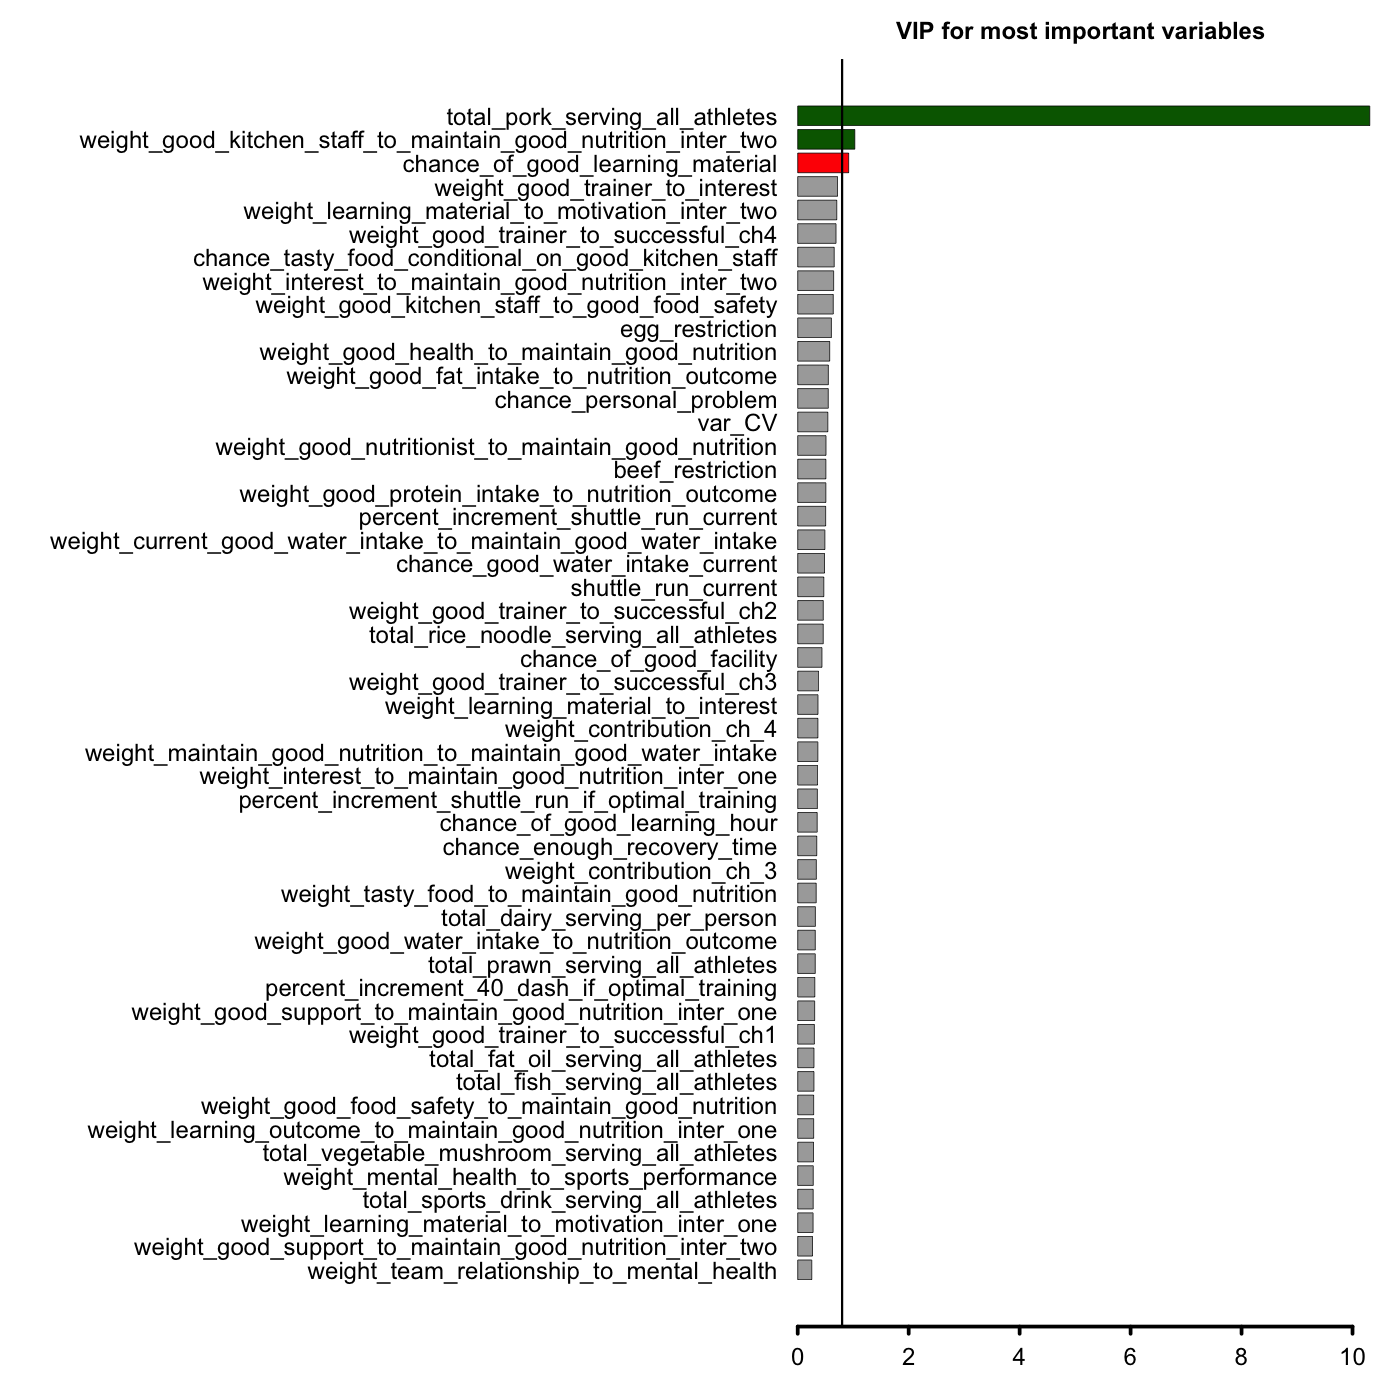 VIP for most important variables
total_pork_serving_all_athletes
weight_good_kitchen_staff_to_maintain_good_nutrition_inter_two
chance_of_good_learning_material
weight_good_trainer_to_interest
weight_learning_material_to_motivation_inter_two
weight_good_trainer_to_successful_ch4
chance_tasty_food_conditional_on_good_kitchen_staff
weight_interest_to_maintain_good_nutrition_inter_two
weight_good_kitchen_staff_to_good_food_safety
egg_restriction
weight_good_health_to_maintain_good_nutrition
weight_good_fat_intake_to_nutrition_outcome
chance_personal_problem
var_CV
weight_good_nutritionist_to_maintain_good_nutrition
beef_restriction
weight_good_protein_intake_to_nutrition_outcome
percent_increment_shuttle_run_current
weight_current_good_water_intake_to_maintain_good_water_intake
chance_good_water_intake_current
shuttle_run_current
weight_good_trainer_to_successful_ch2
total_rice_noodle_serving_all_athletes
chance_of_good_facility
weight_good_trainer_to_successful_ch3
weight_learning_material_to_interest
weight_contribution_ch_4
weight_maintain_good_nutrition_to_maintain_good_water_intake
weight_interest_to_maintain_good_nutrition_inter_one
percent_increment_shuttle_run_if_optimal_training
chance_of_good_learning_hour
chance_enough_recovery_time
weight_contribution_ch_3
weight_tasty_food_to_maintain_good_nutrition
total_dairy_serving_per_person
weight_good_water_intake_to_nutrition_outcome
total_prawn_serving_all_athletes
percent_increment_40_dash_if_optimal_training
weight_good_support_to_maintain_good_nutrition_inter_one
weight_good_trainer_to_successful_ch1
total_fat_oil_serving_all_athletes
total_fish_serving_all_athletes
weight_good_food_safety_to_maintain_good_nutrition
weight_learning_outcome_to_maintain_good_nutrition_inter_one
total_vegetable_mushroom_serving_all_athletes
weight_mental_health_to_sports_performance
total_sports_drink_serving_all_athletes
weight_learning_material_to_motivation_inter_one
weight_good_support_to_maintain_good_nutrition_inter_two
weight_team_relationship_to_mental_health
0 2 4 6 8 10